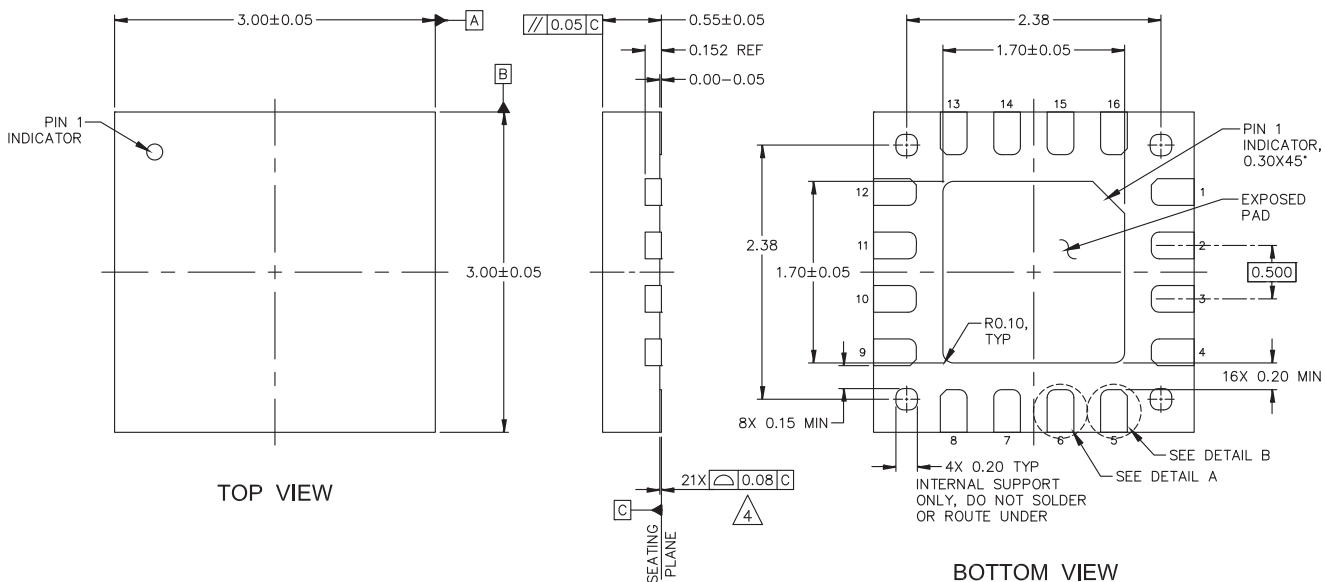 3.00±0.05
A
B
PIN 1
INDICATOR
3.00±0.05
TOP VIEW
// 0.05 C
0.55±0.05
0.152 REF
0.00-0.05
21X ⌓ 0.08 C
4
C
SEATING
PLANE
2.38
1.70±0.05
13 14 15 16
PIN 1
INDICATOR,
0.30X45°
12
1
EXPOSED
PAD
11
2
2.38
1.70±0.05
0.500
10
3
R0.10,
TYP
9
4
16X 0.20 MIN
8X 0.15 MIN
8 7 6 5
SEE DETAIL B
SEE DETAIL A
4X 0.20 TYP
INTERNAL SUPPORT
ONLY, DO NOT SOLDER
OR ROUTE UNDER
BOTTOM VIEW